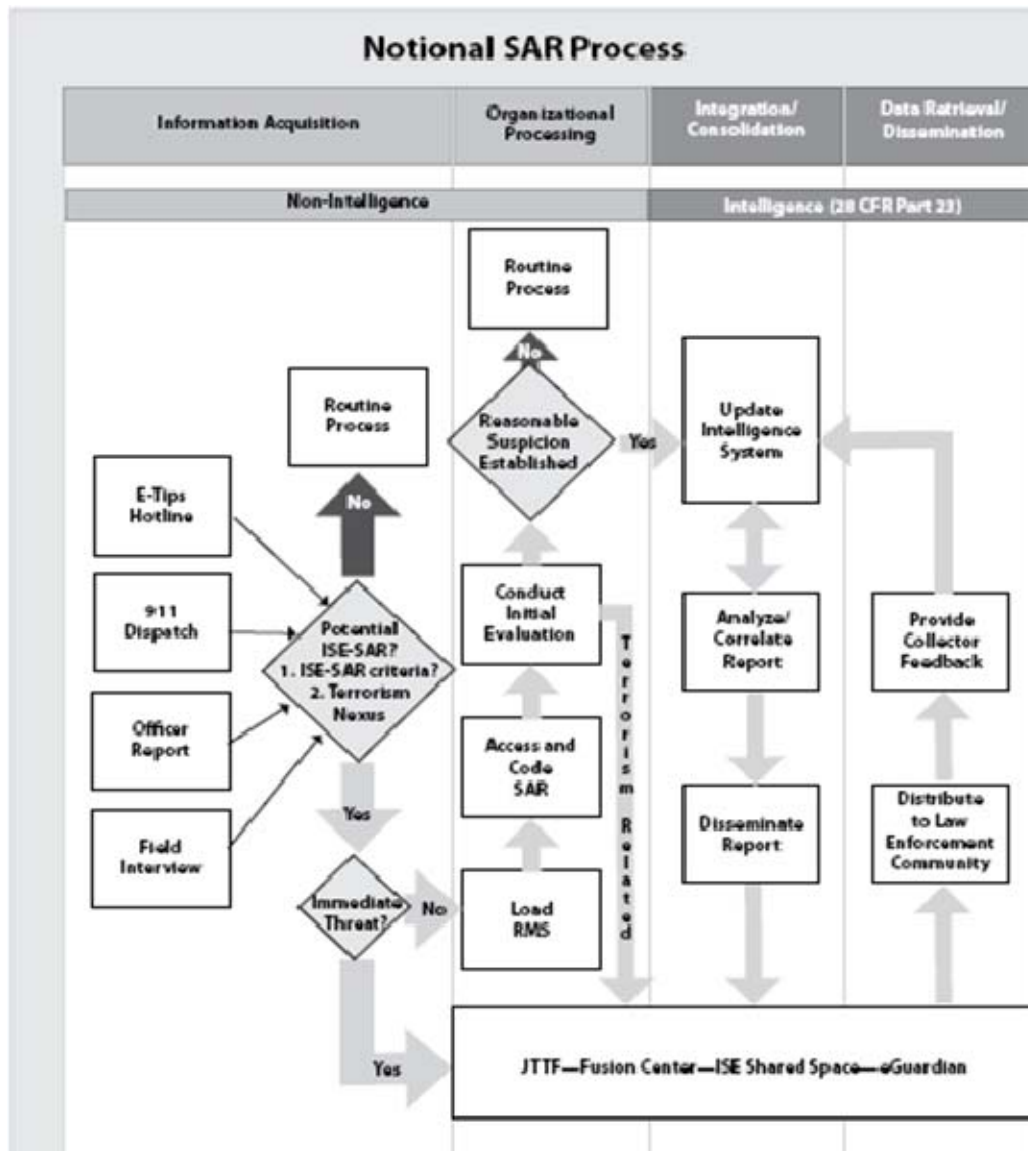 Notional SAR Process
Information Acquisition
Organizational
Processing
Integration/
Consolidation
Data Retrieval/
Dissemination
Non-Intelligence
Intelligence (28 CFR Part 23)
Routine
Process
No
Reasonable
Suspicion
Established
Yes
Update
Intelligence
System
Routine
Process
No
E-Tips
Hotline
911
Dispatch
Officer
Report
Field
Interview
Potential
ISE-SAR?
1. ISE-SAR criteria?
2. Terrorism
Nexus
Yes
Immediate
Threat?
No
Yes
Conduct
Initial
Evaluation
Access and
Code
SAR
Load
RMS
Terrorism Related
Analyze/
Correlate
Report
Disseminate
Report
Provide
Collector
Feedback
Distribute
to Law
Enforcement
Community
JTTF—Fusion Center—ISE Shared Space—eGuardian